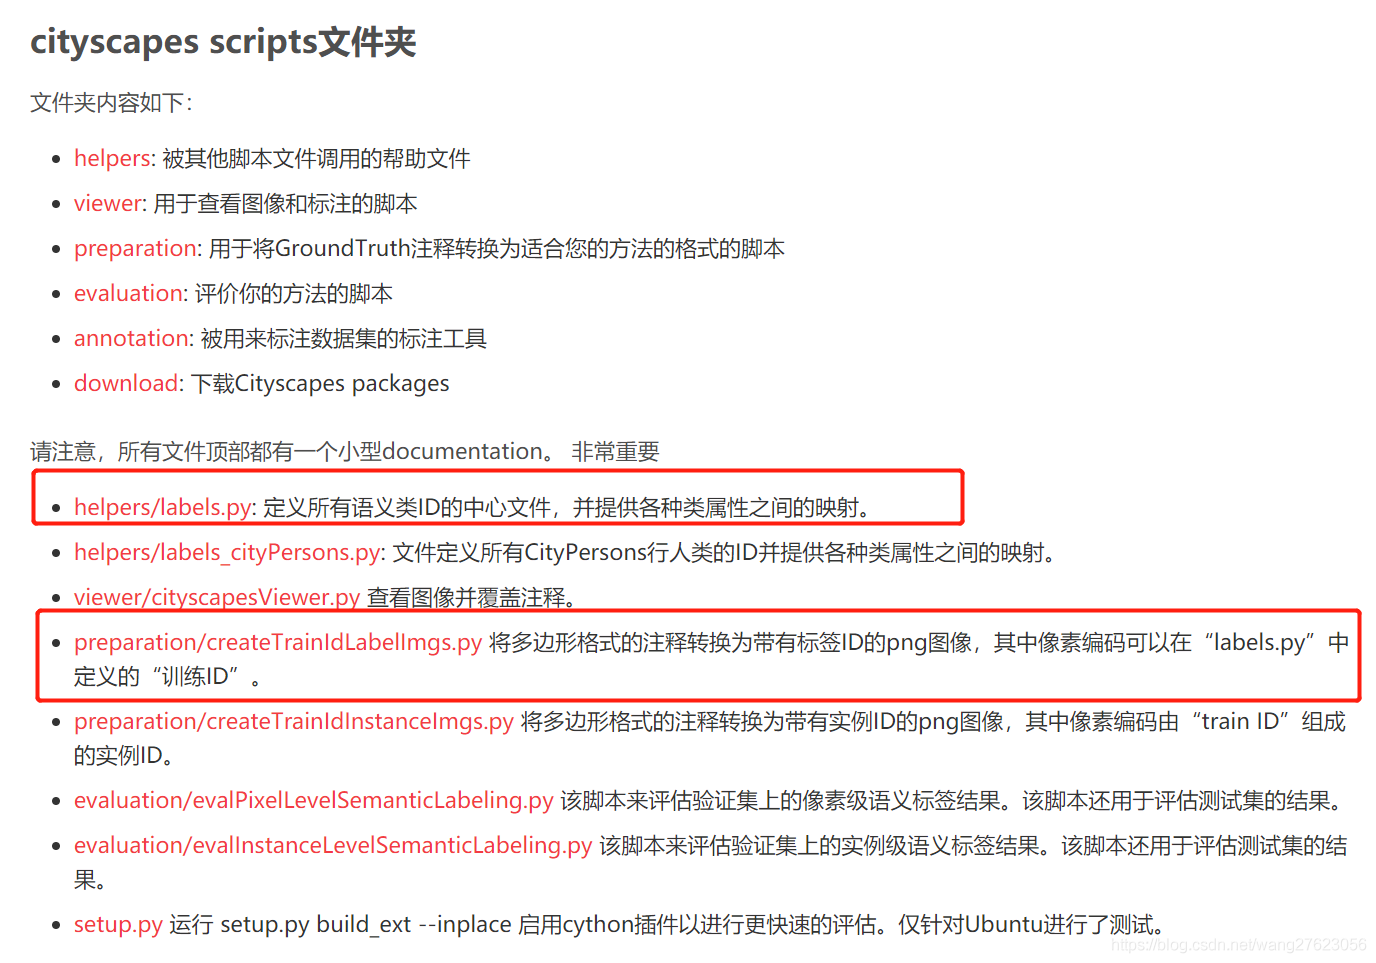 cityscapes scripts文件夹
文件夹内容如下：
helpers: 被其他脚本文件调用的帮助文件
viewer: 用于查看图像和标注的脚本
preparation: 用于将GroundTruth注释转换为适合您的方法的格式的脚本
evaluation: 评价你的方法的脚本
annotation: 被用来标注数据集的标注工具
download: 下载Cityscapes packages
请注意，所有文件顶部都有一个小型documentation。 非常重要
helpers/labels.py: 定义所有语义类ID的中心文件，并提供各种类属性之间的映射。
helpers/labels_cityPersons.py: 文件定义所有CityPersons行人类的ID并提供各种类属性之间的映射。
viewer/cityscapesViewer.py 查看图像并覆盖注释。
preparation/createTrainIdLabelImgs.py 将多边形格式的注释转换为带有标签ID的png图像，其中像素编码可以在“labels.py”中
定义的“训练ID”。
preparation/createTrainIdInstanceImgs.py 将多边形格式的注释转换为带有实例ID的png图像，其中像素编码由“train ID”组成
的实例ID。
evaluation/evalPixelLevelSemanticLabeling.py 该脚本来评估验证集上的像素级语义标签结果。该脚本还用于评估测试集的结果。
evaluation/evalInstanceLevelSemanticLabeling.py 该脚本来评估验证集上的实例级语义标签结果。该脚本还用于评估测试集的结
果。
setup.py 运行 setup.py build_ext --inplace 启用cython插件以进行更快速的评估。仅针对Ubuntu进行了测试。
https://blog.csdn.net/wang27623056